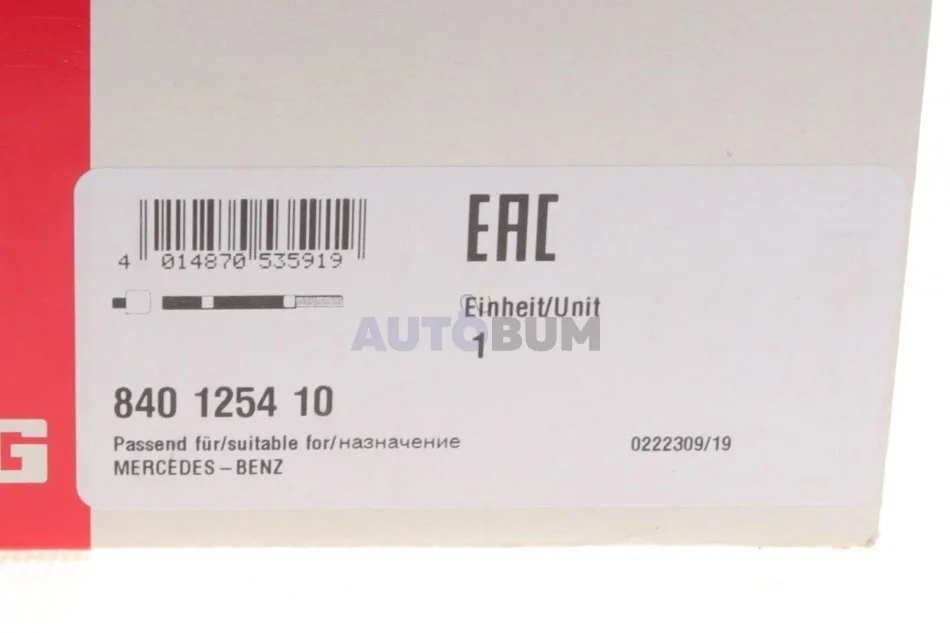 4 014870 535919
EAC
Einheit/Unit
1
AUTOBUM
840 1254 10
Passend für/suitable for/назначение
MERCEDES – BENZ
0222309/19
G